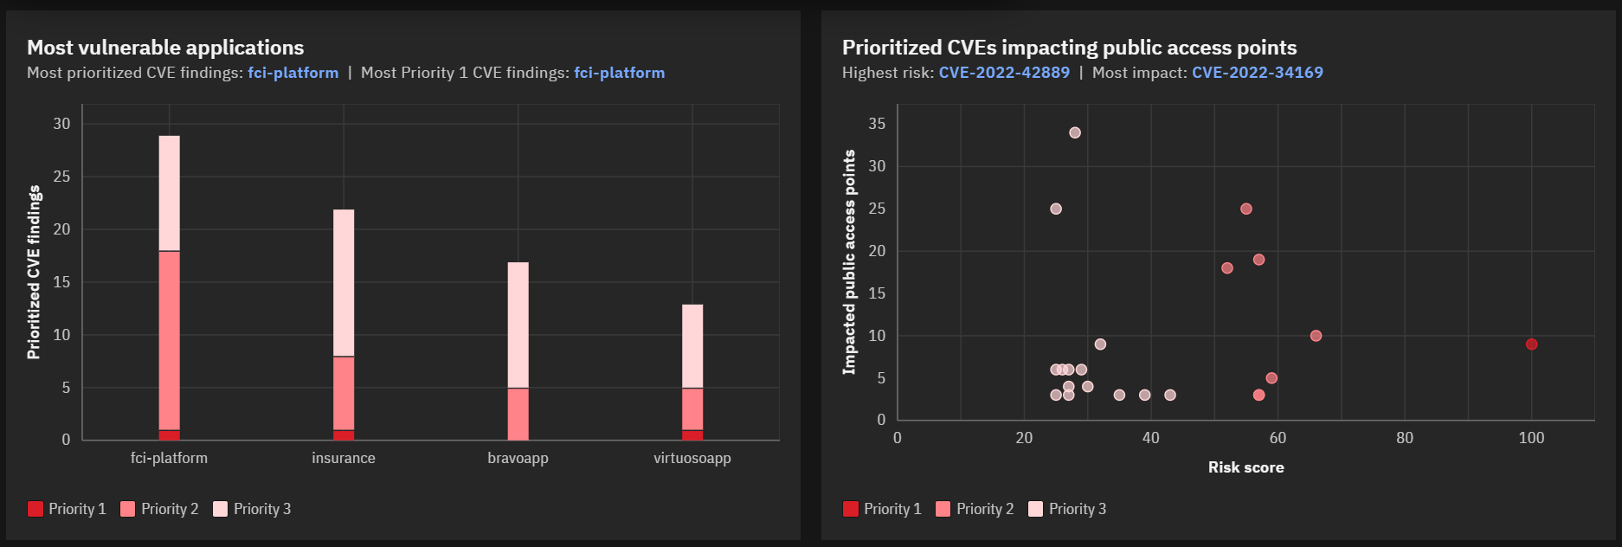 Most vulnerable applications
Most prioritized CVE findings: fci-platform | Most Priority 1 CVE findings: fci-platform
Prioritized CVE findings
30
25
20
15
10
5
0
fci-platform insurance bravoapp virtuosoapp
Priority 1 Priority 2 Priority 3
Prioritized CVEs impacting public access points
Highest risk: CVE-2022-42889 | Most impact: CVE-2022-34169
Impacted public access points
35
30
25
20
15
10
5
0
0 20 40 60 80 100
Risk score
Priority 1 Priority 2 Priority 3